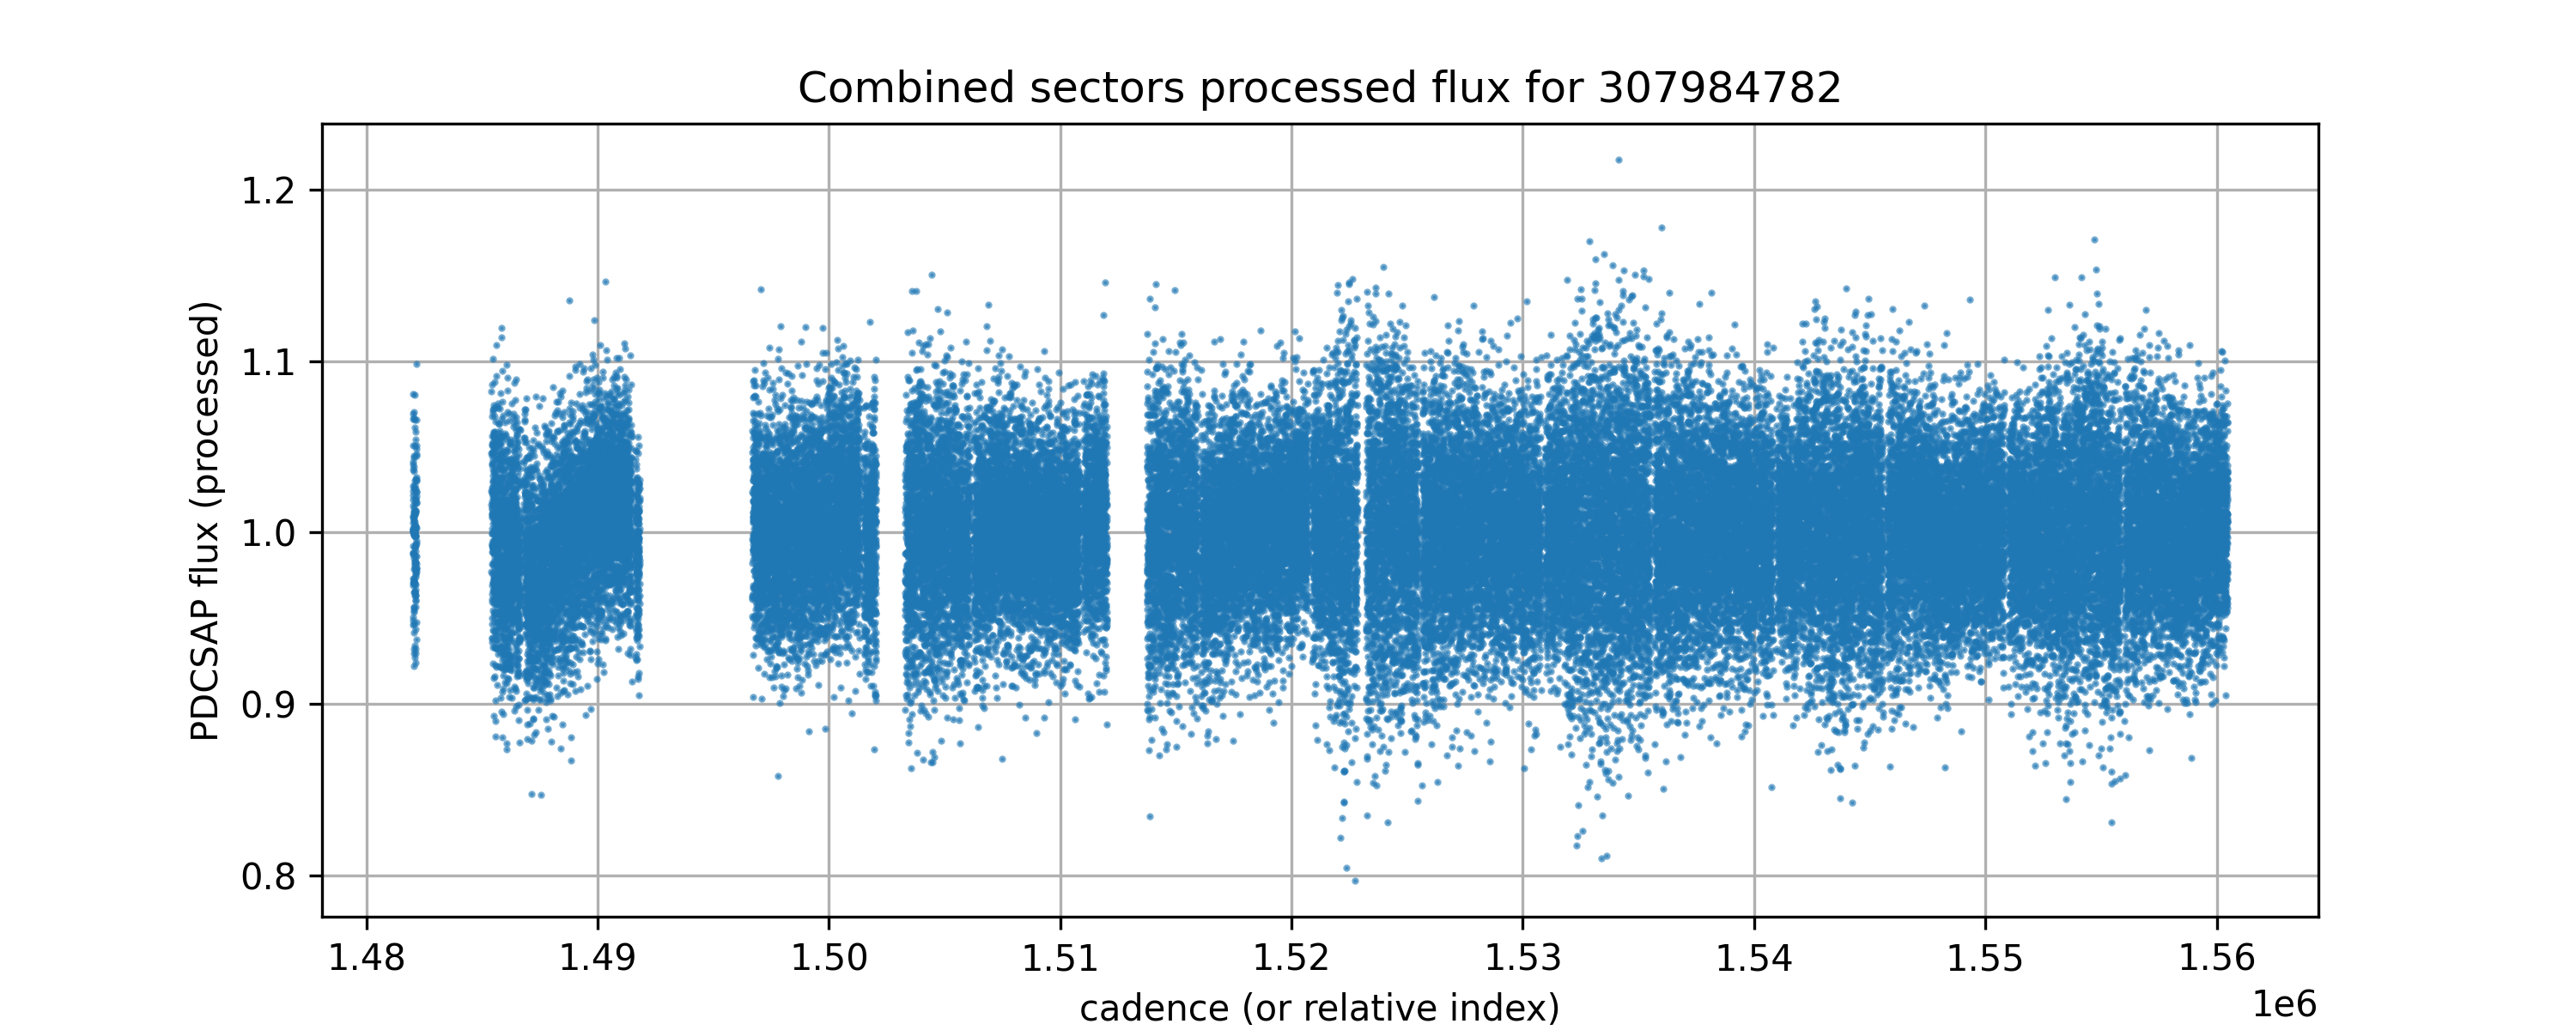 Combined sectors processed flux for 307984782
PDCSAP flux (processed)
1.2
1.1
1.0
0.9
0.8
1.48 1.49 1.50 1.51 1.52 1.53 1.54 1.55 1.56
1e6
cadence (or relative index)